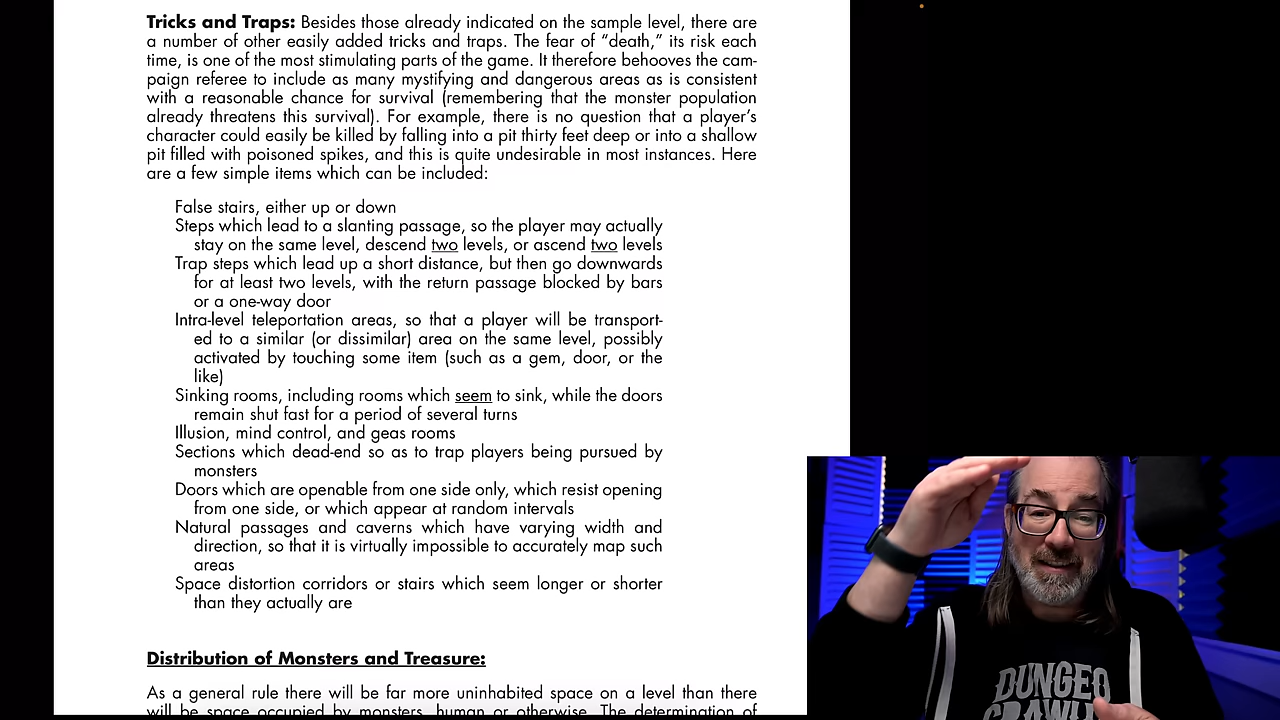 Tricks and Traps: Besides those already indicated on the sample level, there are
a number of other easily added tricks and traps. The fear of “death,” its risk each
time, is one of the most stimulating parts of the game. It therefore behooves the cam-
paign referee to include as many mystifying and dangerous areas as is consistent
with a reasonable chance for survival (remembering that the monster population
already threatens this survival). For example, there is no question that a player’s
character could easily be killed by falling into a pit thirty feet deep or into a shallow
pit filled with poisoned spikes, and this is quite undesirable in most instances. Here
are a few simple items which can be included:
False stairs, either up or down
Steps which lead to a slanting passage, so the player may actually
stay on the same level, descend two levels, or ascend two levels
Trap steps which lead up a short distance, but then go downwards
for at least two levels, with the return passage blocked by bars
or a one-way door
Intra-level teleportation areas, so that a player will be transport-
ed to a similar (or dissimilar) area on the same level, possibly
activated by touching some item (such as a gem, door, or the
like)
Sinking rooms, including rooms which seem to sink, while the doors
remain shut fast for a period of several turns
Illusion, mind control, and geas rooms
Sections which dead-end so as to trap players being pursued by
monsters
Doors which are openable from one side only, which resist opening
from one side, or which appear at random intervals
Natural passages and caverns which have varying width and
direction, so that it is virtually impossible to accurately map such
areas
Space distortion corridors or stairs which seem longer or shorter
than they actually are
Distribution of Monsters and Treasure:
As a general rule there will be far more uninhabited space on a level than there
will be space occupied by monsters, human or otherwise. The determination of
DUNGEO
CRAWL